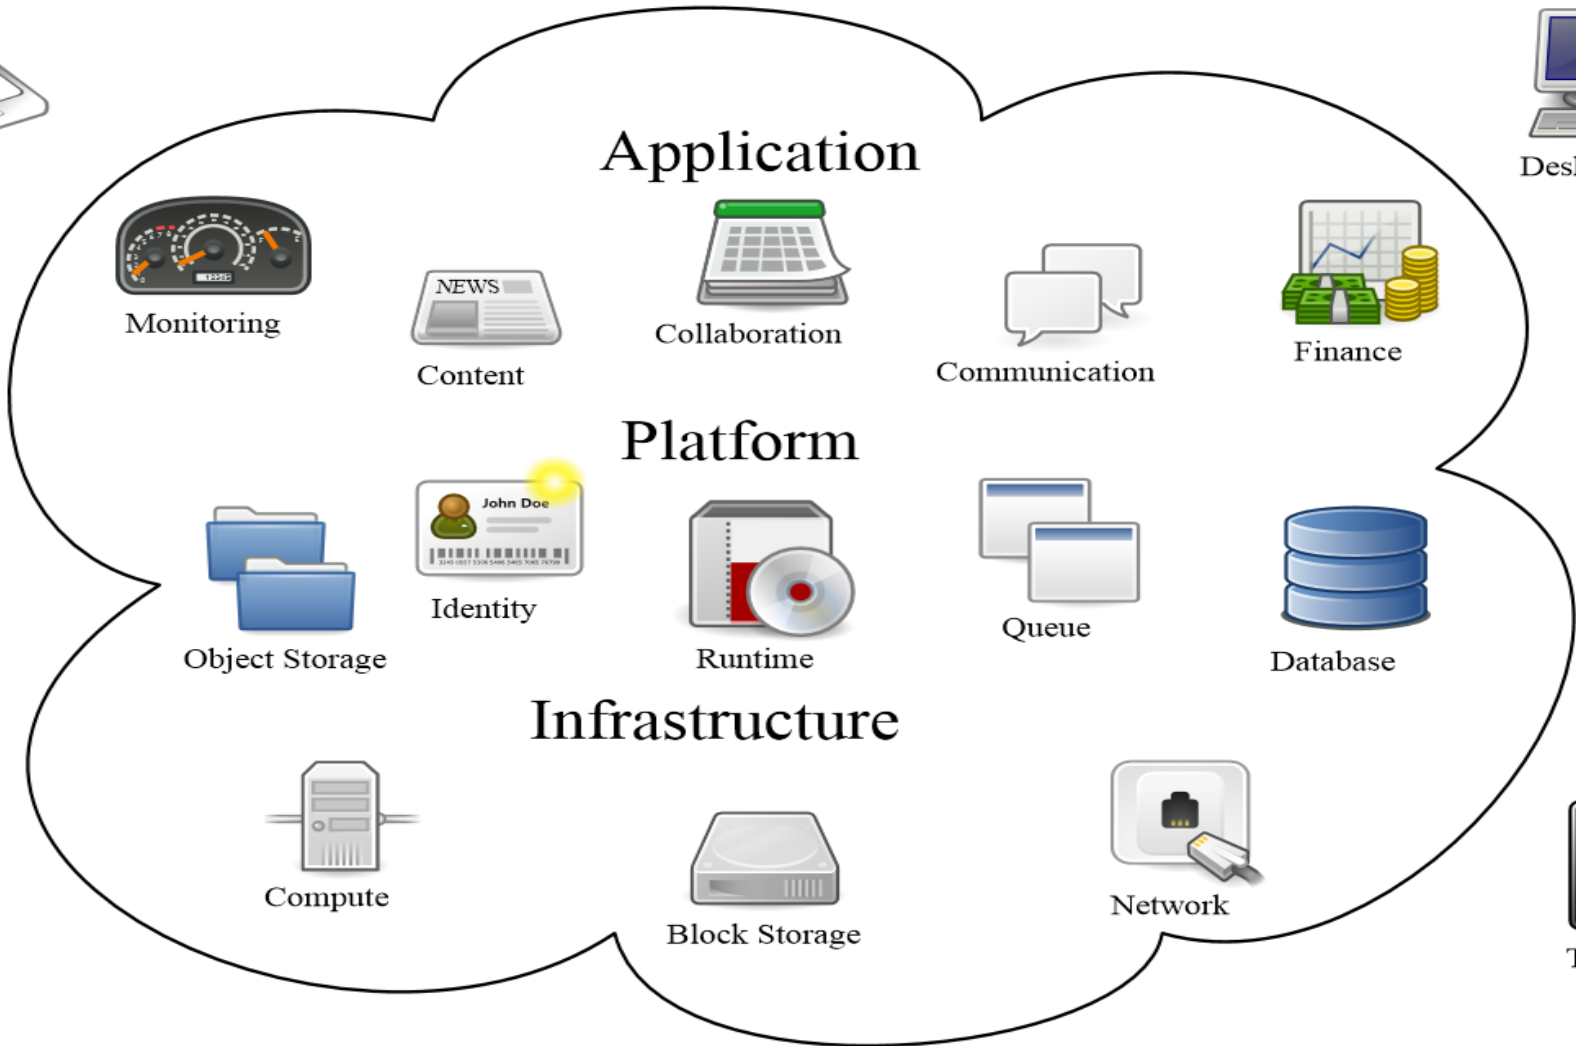 Application
Monitoring
NEWS
Content
Collaboration
Communication
Finance
Platform
John Doe
Identity
Object Storage
Runtime
Queue
Database
Infrastructure
Compute
Block Storage
Network